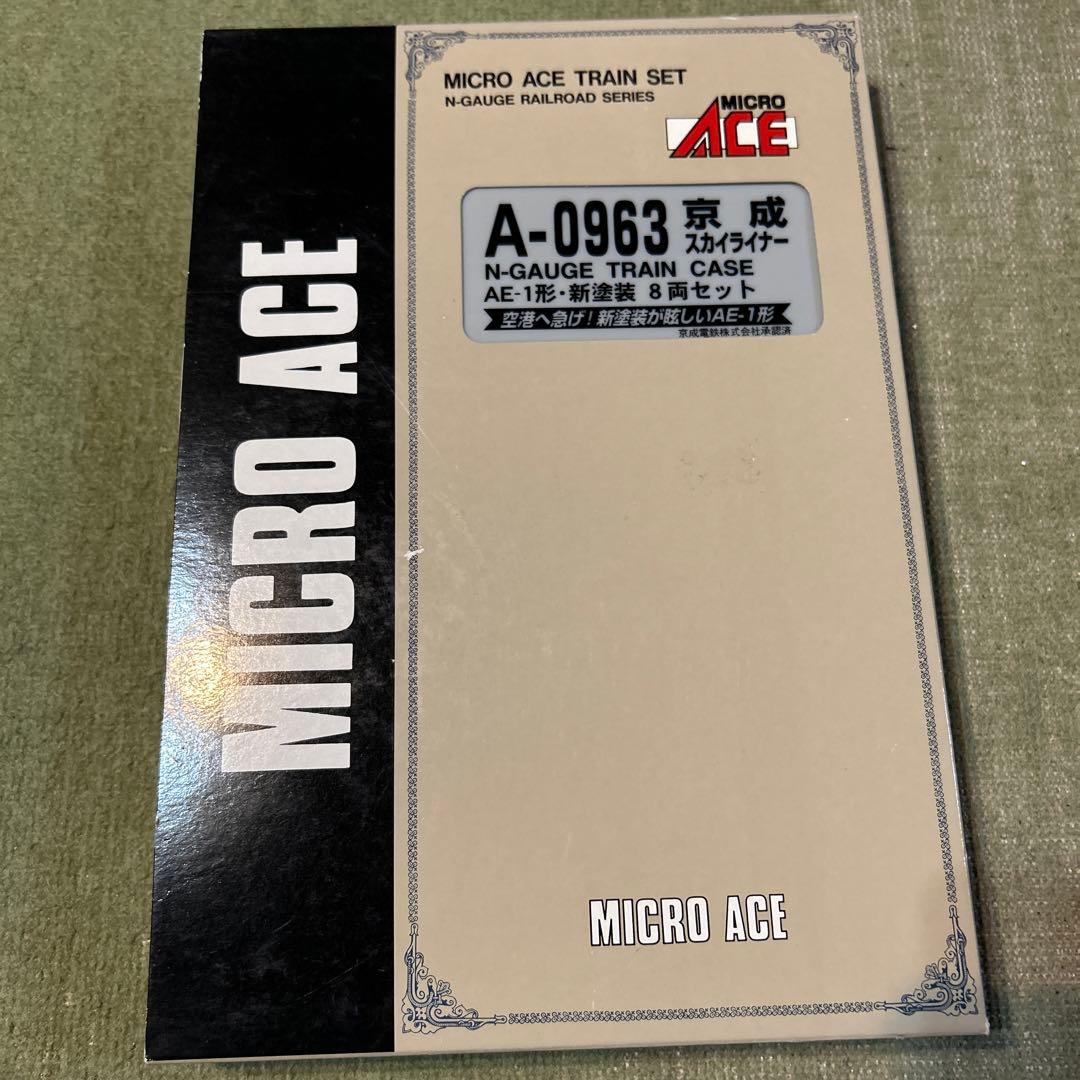 MICRO ACE
MICRO ACE TRAIN SET
N-GAUGE RAILROAD SERIES
MICRO
ACE
A-0963 京成
スカイライナー
N-GAUGE TRAIN CASE
AE-1形・新塗装 8両セット
空港へ急げ!新塗装が眩しいAE-1形
京成電鉄株式会社承認済
MICRO ACE